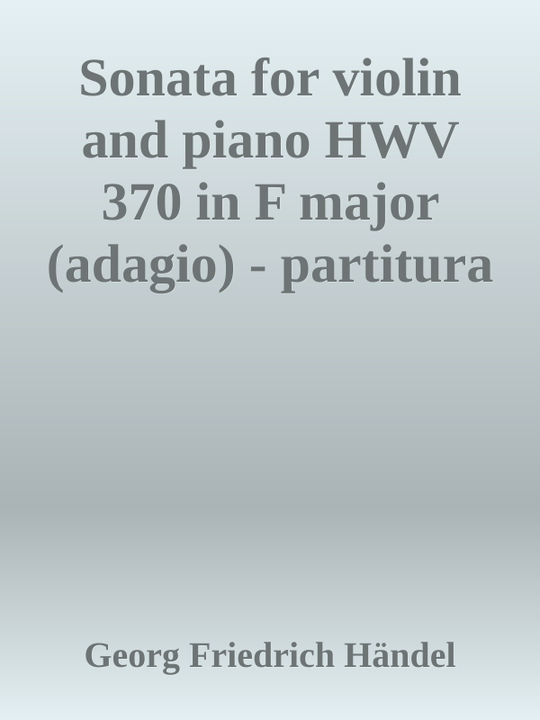 Sonata for violin
and piano HWV
370 in F major
(adagio) - partitura
Georg Friedrich Händel